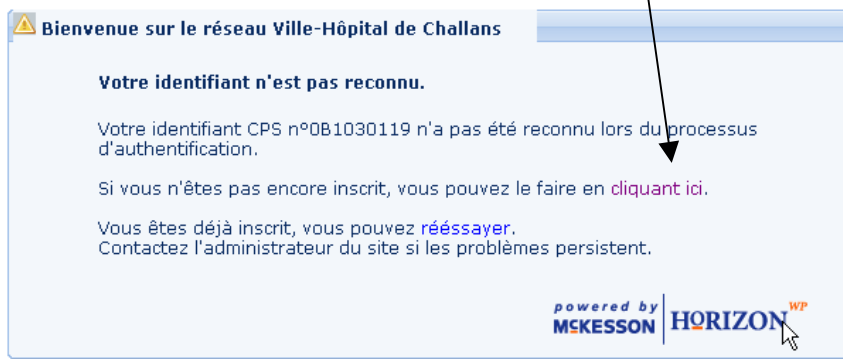 Bienvenue sur le réseau Ville-Hôpital de Challans
Votre identifiant n'est pas reconnu.
Votre identifiant CPS n°0B1030119 n'a pas été reconnu lors du processus
d'authentification.
Si vous n'êtes pas encore inscrit, vous pouvez le faire en cliquant ici.
Vous êtes déjà inscrit, vous pouvez rééssayer.
Contactez l'administrateur du site si les problèmes persistent.
powered by
MCKESSON HORIZON WP